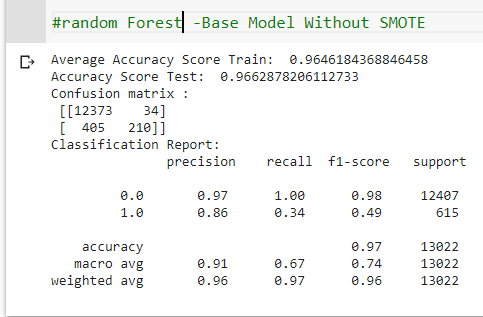 #random Forest -Base Model Without SMOTE
Average Accuracy Score Train:  0.9646184368846458
Accuracy Score Test:  0.9662878206112733
Confusion matrix :
[[12373    34]
[  405   210]]
Classification Report:
precision    recall  f1-score   support
0.0       0.97      1.00      0.98     12407
1.0       0.86      0.34      0.49       615
accuracy                           0.97     13022
macro avg       0.91      0.67      0.74     13022
weighted avg       0.96      0.97      0.96     13022